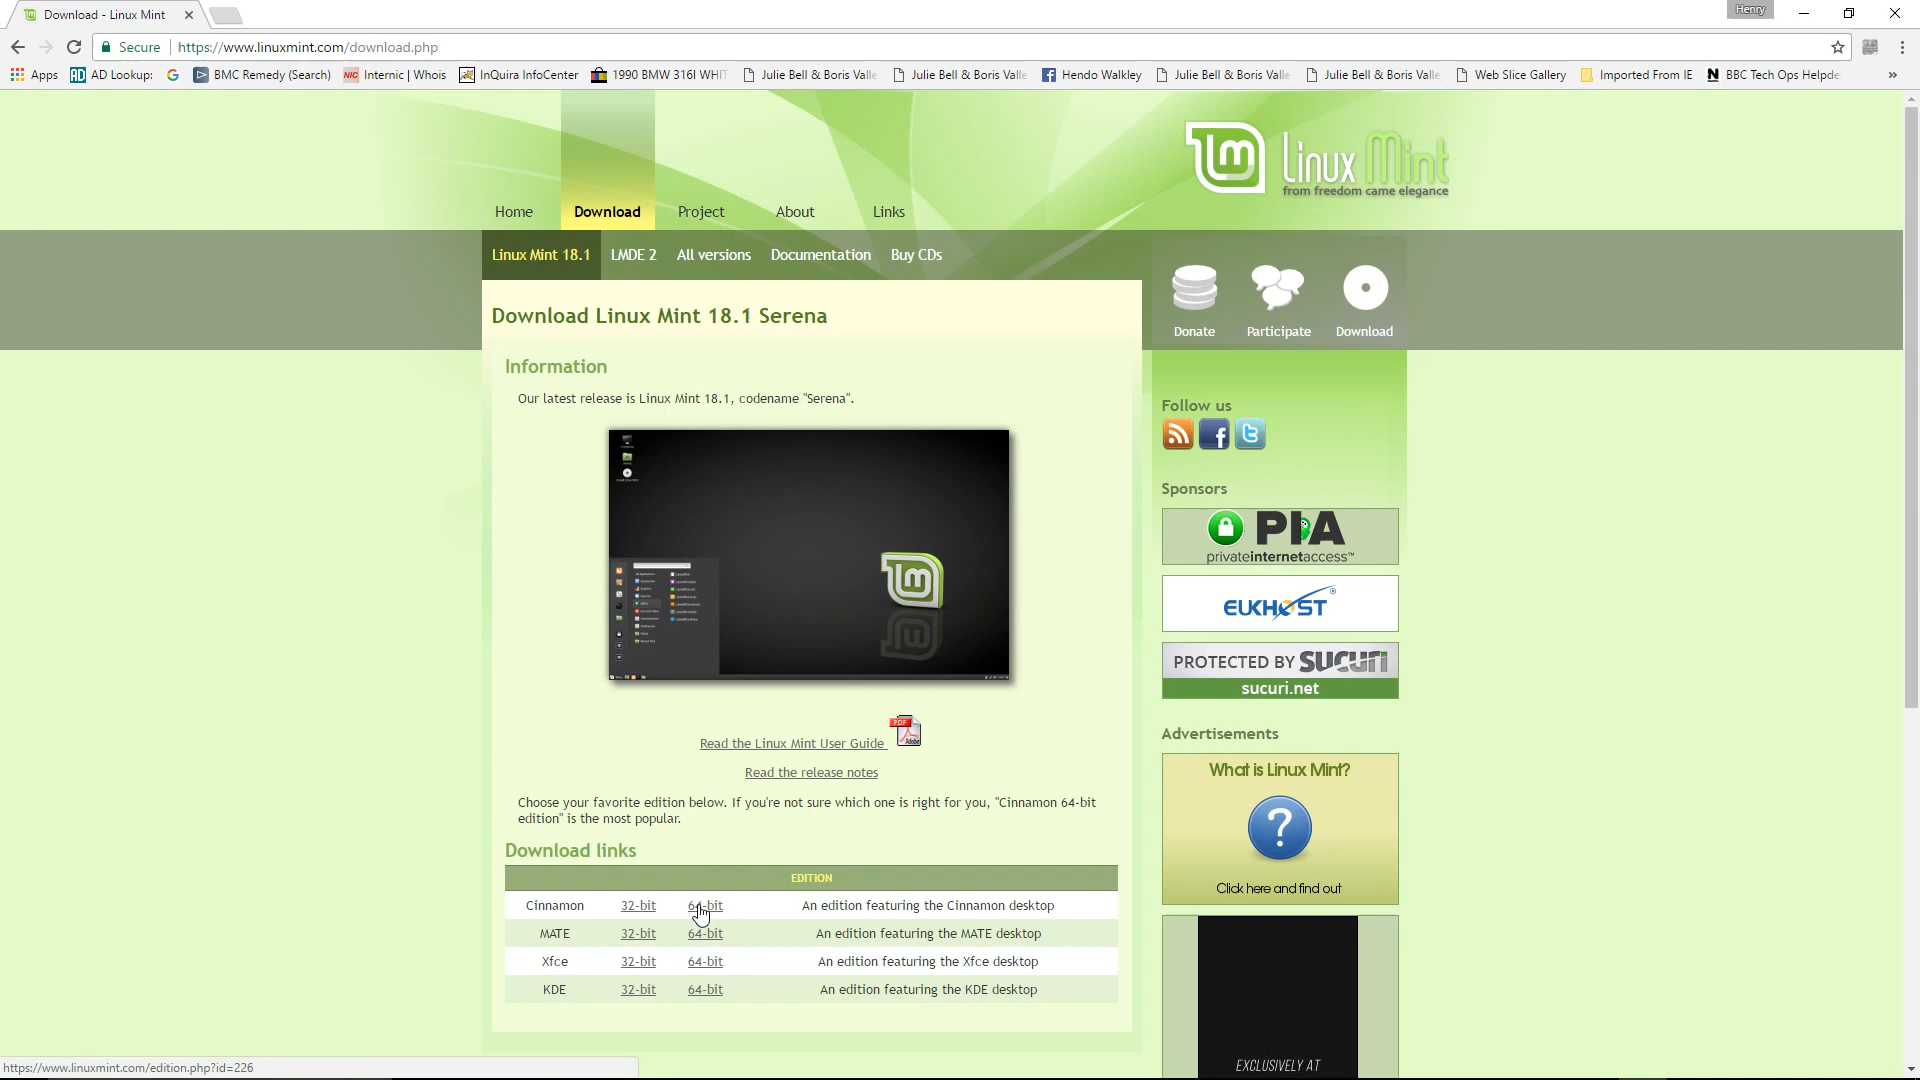 Download - Linux Mint
Henry
Secure
https://www.linuxmint.com/download.php
Apps
AD Lookup:
BMC Remedy (Search)
Internic | Whois
InQuira InfoCenter
1990 BMW 316I WHIT
Julie Bell & Boris Valle
Julie Bell & Boris Valle
Hendo Walkley
Julie Bell & Boris Valle
Julie Bell & Boris Valle
Web Slice Gallery
Imported From IE
BBC Tech Ops Helpde
»
Linux Mint
from freedom came elegance
Home
Download
Project
About
Links
Linux Mint 18.1
LMDE 2
All versions
Documentation
Buy CDs
Donate
Participate
Download
Download Linux Mint 18.1 Serena
Information
Our latest release is Linux Mint 18.1, codename "Serena".
Read the Linux Mint User Guide
PDF
Adobe
Read the release notes
Choose your favorite edition below. If you're not sure which one is right for you, "Cinnamon 64-bit
edition" is the most popular.
Download links
EDITION
Cinnamon 32-bit 64-bit An edition featuring the Cinnamon desktop
MATE 32-bit 64-bit An edition featuring the MATE desktop
Xfce 32-bit 64-bit An edition featuring the Xfce desktop
KDE 32-bit 64-bit An edition featuring the KDE desktop
Follow us
Sponsors
PIA
privateinternetaccess™
EUKHOST®
PROTECTED BY SUCURI
sucuri.net
Advertisements
What is Linux Mint?
?
Click here and find out
EXCLUSIVELY AT
https://www.linuxmint.com/edition.php?id=226